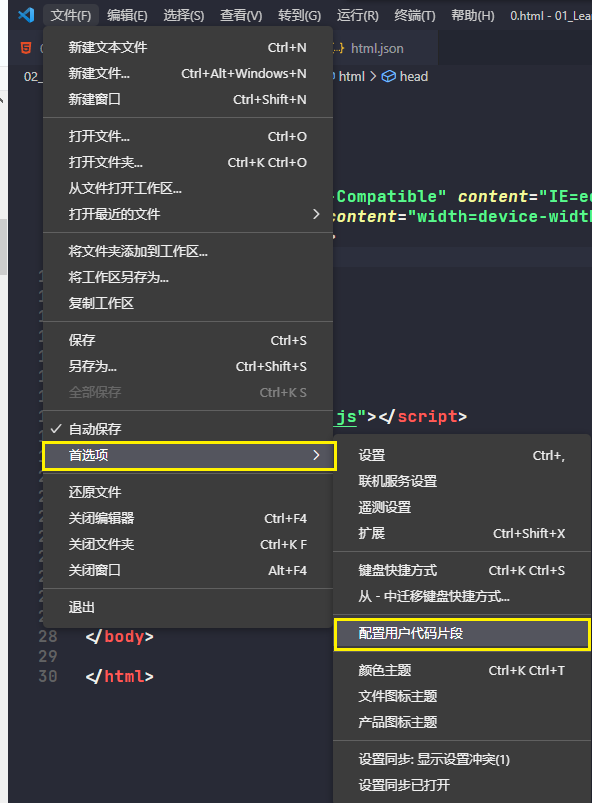 文件(F) 编辑(E) 选择(S) 查看(V) 转到(G) 运行(R) 终端(T) 帮助(H) 0.html - 01_Lea
html.json
02_ html > head
新建文本文件 Ctrl+N
新建文件... Ctrl+Alt+Windows+N
新建窗口 Ctrl+Shift+N
打开文件... Ctrl+O
打开文件夹... Ctrl+K Ctrl+O
从文件打开工作区...
Compatible" content="IE=e
打开最近的文件
content="width=device-widt
将文件夹添加到工作区...
将工作区另存为...
复制工作区
保存 Ctrl+S
另存为... Ctrl+Shift+S
全部保存 Ctrl+K S
js"></script>
自动保存
首选项
设置 Ctrl+,
联机服务设置
还原文件
遥测设置
关闭编辑器 Ctrl+F4
扩展 Ctrl+Shift+X
关闭文件夹 Ctrl+K F
关闭窗口 Alt+F4
键盘快捷方式 Ctrl+K Ctrl+S
从 - 中迁移键盘快捷方式...
退出
28 </body>
配置用户代码片段
29
30 </html>
颜色主题 Ctrl+K Ctrl+T
文件图标主题
产品图标主题
设置同步: 显示设置冲突(1)
设置同步已打开